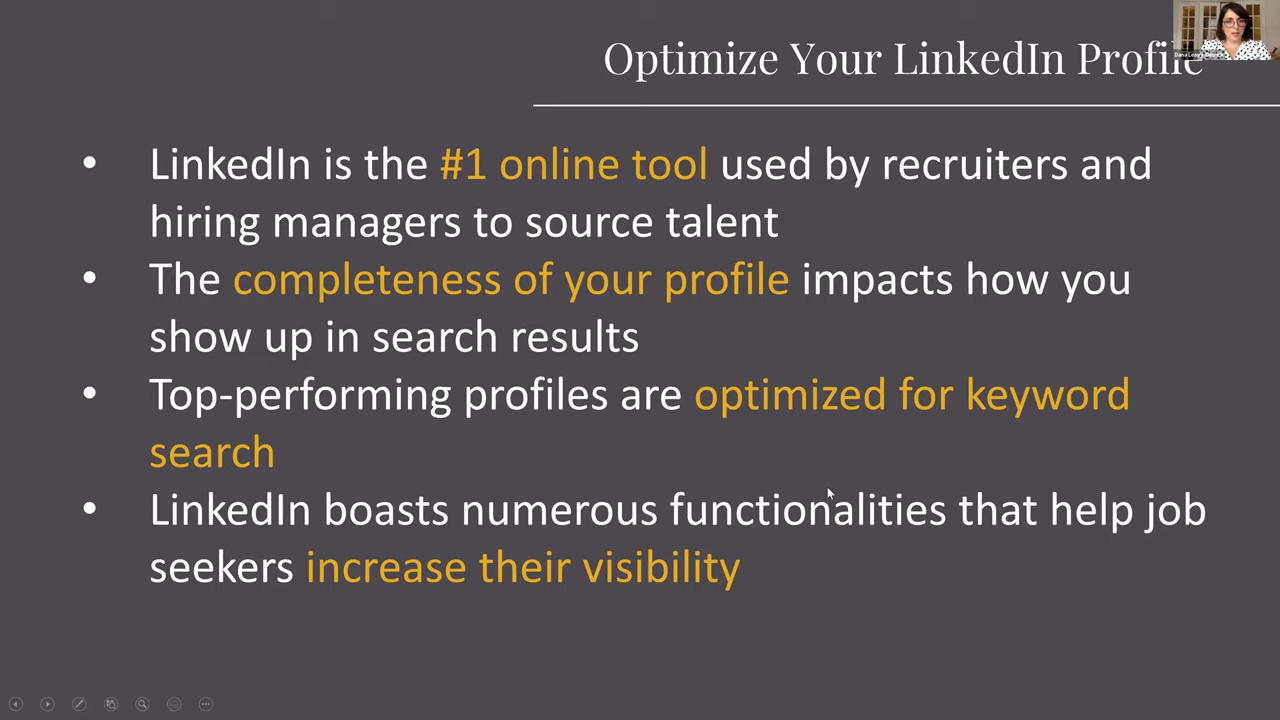 Optimize Your LinkedIn Profile
• LinkedIn is the #1 online tool used by recruiters and
hiring managers to source talent
• The completeness of your profile impacts how you
show up in search results
• Top-performing profiles are optimized for keyword
search
• LinkedIn boasts numerous functionalities that help job
seekers increase their visibility